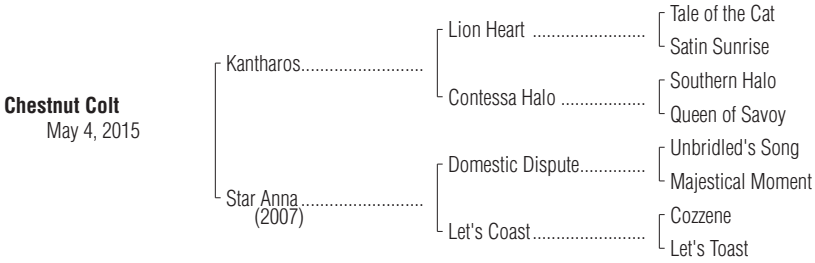 Chestnut Colt
May 4, 2015
Kantharos
Star Anna
(2007)
Lion Heart
Contessa Halo
Domestic Dispute
Let's Coast
Tale of the Cat
Satin Sunrise
Southern Halo
Queen of Savoy
Unbridled's Song
Majestical Moment
Cozzene
Let's Toast